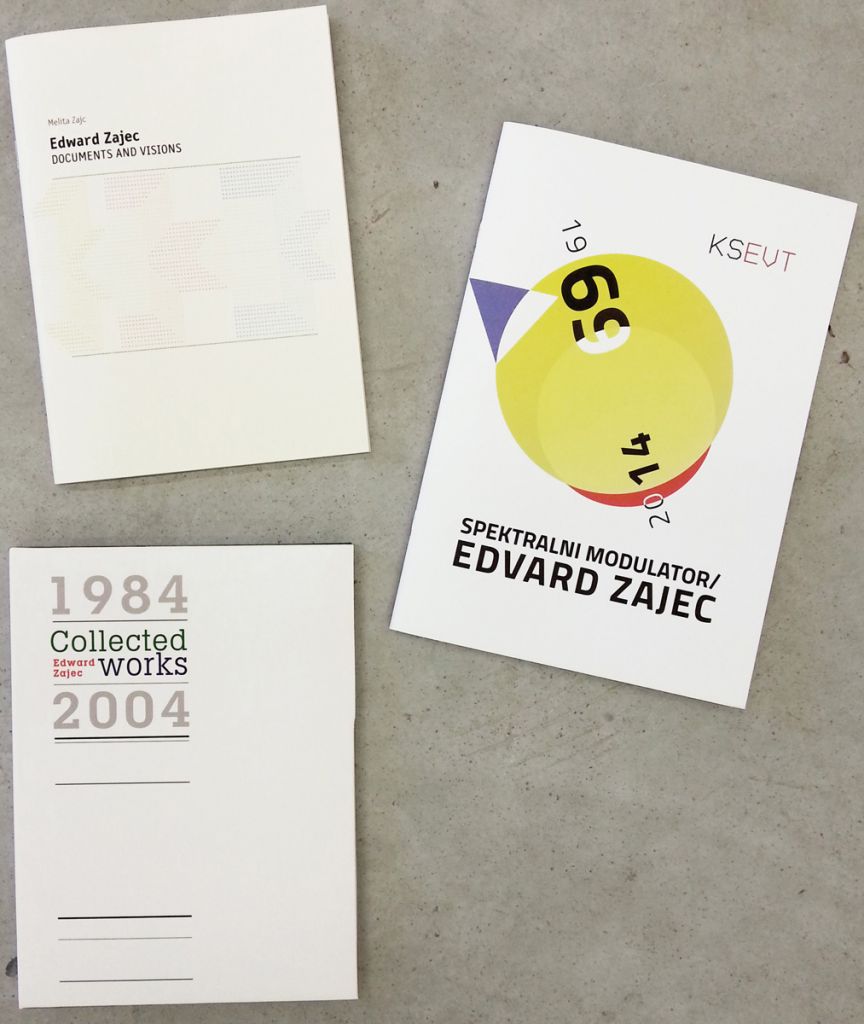 Melita Zajc
Edward Zajec
DOCUMENTS AND VISIONS
KSEVT
19
69
14
20
SPEKTRALNI MODULATOR/
EDVARD ZAJEC
1984
Collected
Edward
Zajec
works
2004